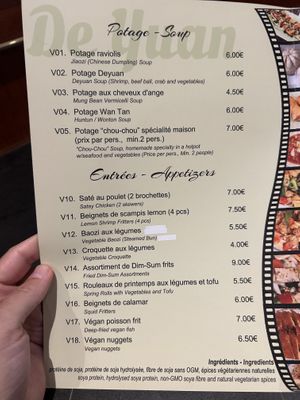 De Yuan
Potage - Soup
V01. Potage raviolis 6.00€
Jiaozi (Chinese Dumpling) Soup
V02. Potage Deyuan 6.00€
Deyuan Soup (Shrimp, beef ball, crab and vegetables)
V03. Potage aux cheveux d'ange 4.50€
Mung Bean Vermicelli Soup
V04. Potage Wan Tan 6.00€
Huntun / Wonton Soup
V05. Potage "chou-chou" spécialité maison 7.00€
(prix par pers., min.2 pers.)
"Chou-Chou" Soup, homemade specialty in a hotpot
w/seafood and vegetables (Price per pers., Min. 2 people)
Entrées - Appetizers
V10. Saté au poulet (2 brochettes) 7.00€
Satay Chicken (2 skewers)
V11. Beignets de scampis lemon (4 pcs) 7.50€
Lemon Shrimp Fritters (4 pcs)
V12. Baozi aux légumes 5.50€
Vegetable Baozi (Steamed Bun)
V13. Croquette aux légumes 4.00€
Vegetable Croquette
V14. Assortiment de Dim-Sum frits 9.00€
Fried Dim-Sum Assortments
V15. Rouleaux de printemps aux légumes et tofu 5.50€
Spring Rolls with Vegetables and Tofu
V16. Beignets de calamar 6.00€
Squid Fritters
V17. Végan poisson frit 7.00€
Deep-fried vegan fish
V18. Végan nuggets 6.50€
Vegan nuggets
Ingrédients - Ingredients
protéine de soja, protéine de soja hydrolysée, fibre de soja sans OGM, épices végétariennes naturelles
soya protein, hydrolysed soya protein, non-GMO soya fibre and natural vegetarian spices